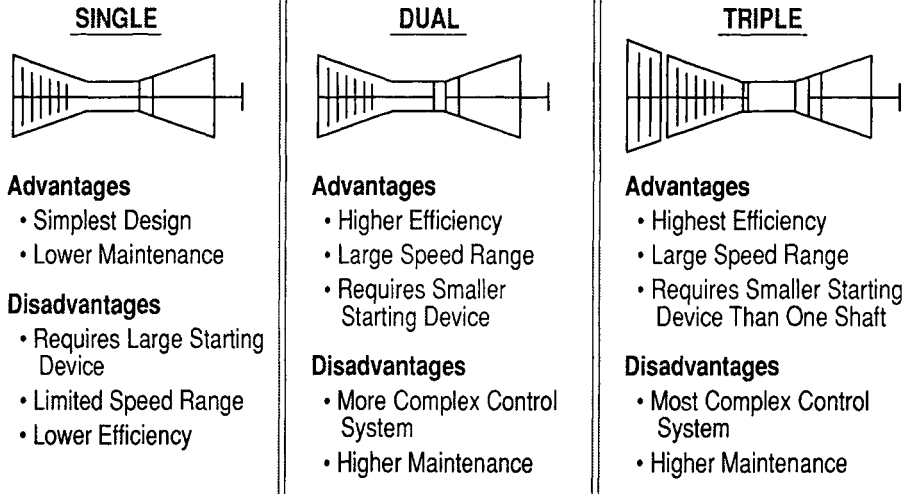 SINGLE
Advantages
• Simplest Design
• Lower Maintenance
Disadvantages
• Requires Large Starting
Device
• Limited Speed Range
• Lower Efficiency
DUAL
Advantages
• Higher Efficiency
• Large Speed Range
• Requires Smaller
Starting Device
Disadvantages
• More Complex Control
System
• Higher Maintenance
TRIPLE
Advantages
• Highest Efficiency
• Large Speed Range
• Requires Smaller Starting
Device Than One Shaft
Disadvantages
• Most Complex Control
System
• Higher Maintenance